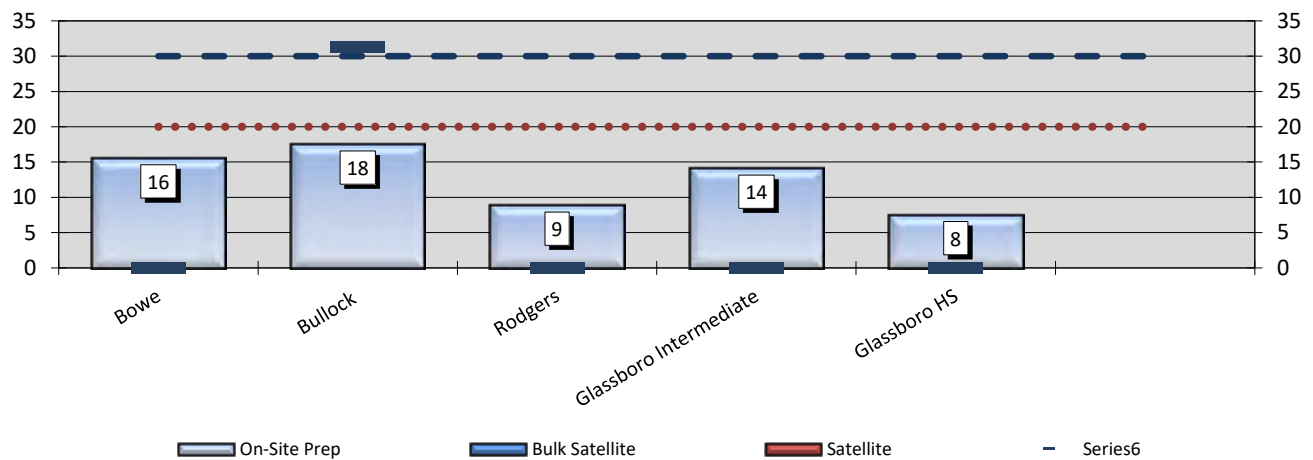 35 35
30 30
25 25
20 20
15 15
10 10
5 5
0 0
16
18
9
14
8
Bowe
Bullock
Rodgers
Glassboro Intermediate
Glassboro HS
On-Site Prep Bulk Satellite Satellite Series6